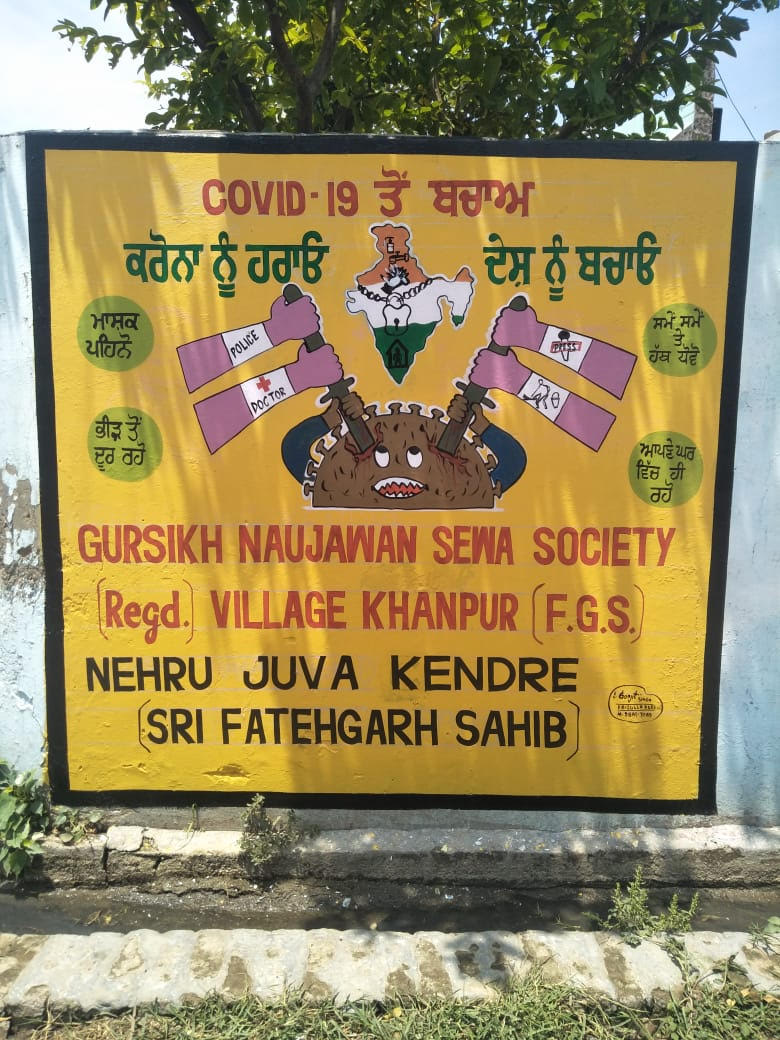 COVID-19 ਤੋਂ ਬਚਾਅ
ਕਰੋਨਾ ਨੂੰ ਹਰਾਓ
ਦੇਸ਼ ਨੂੰ ਬਚਾਓ
ਮਾਸਕ
ਪਹਿਨੋ
ਭੀੜ ਤੋਂ
ਦੂਰ ਰਹੋ
POLICE
DOCTOR
PRESS
ਸਮੇਂ ਸਮੇਂ
ਤੇ
ਹੱਥ ਧੋਵੋ
ਆਪਣੇ ਘਰ
ਵਿੱਚ ਹੀ
ਰਹੋ
GURSIKH NAUJAWAN SEWA SOCIETY
(Regd.) VILLAGE KHANPUR (F.G.S.)
NEHRU JUVA KENDRE
(SRI FATEHGARH SAHIB)